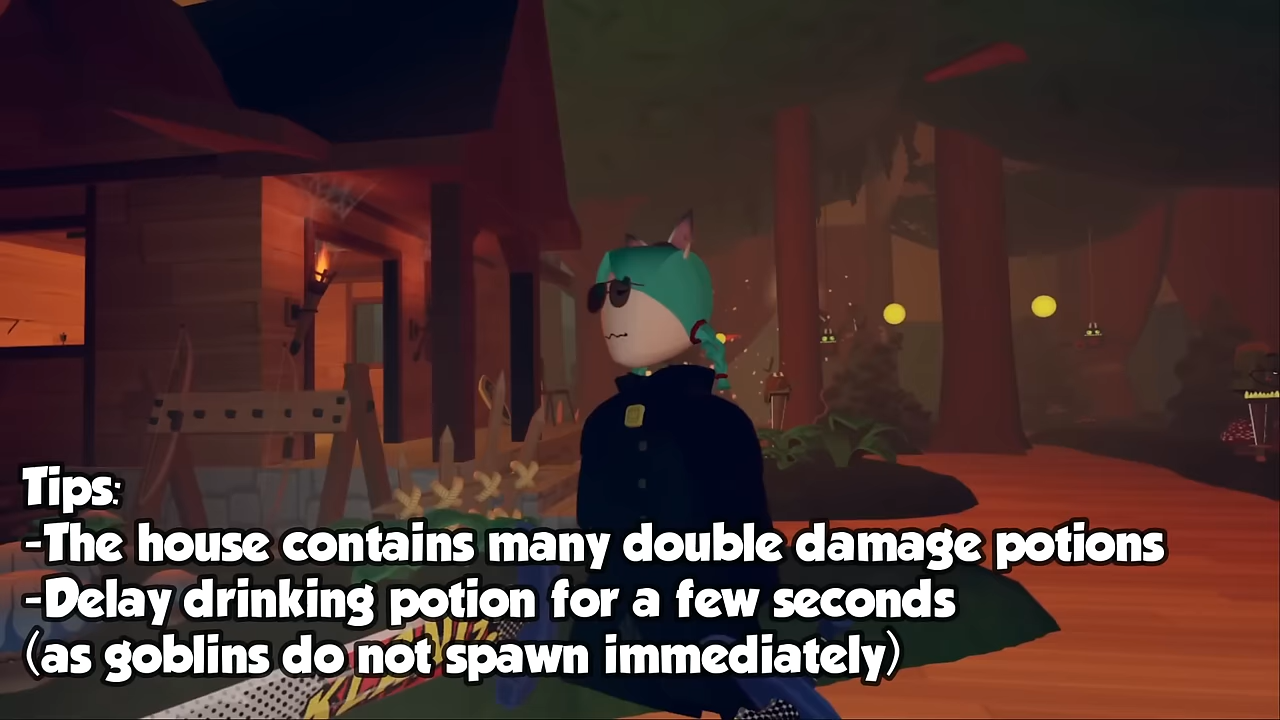 Tips:
-The house contains many double damage potions
-Delay drinking potion for a few seconds
(as goblins do not spawn immediately)